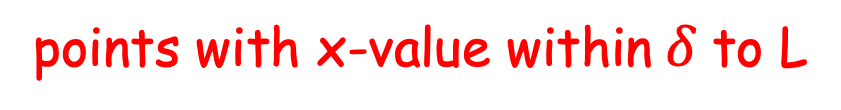 points with x-value within δ to L